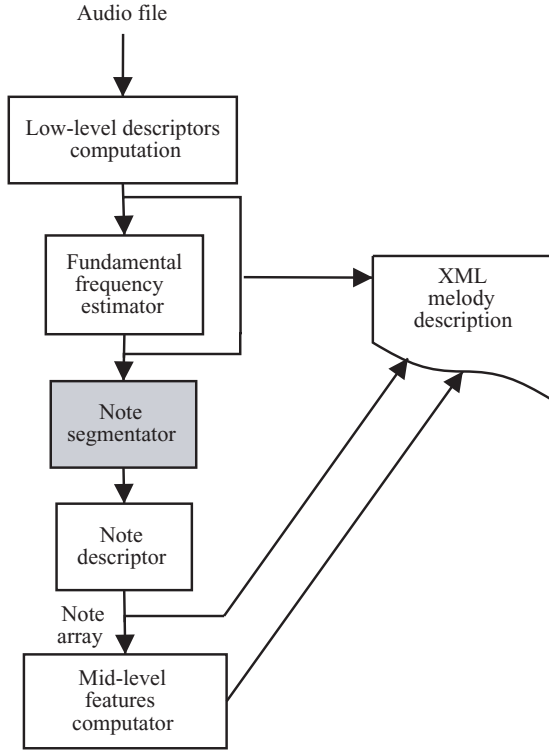 Audio file
Low-level descriptors
computation
Fundamental
frequency
estimator
XML
melody
description
Note
segmentator
Note
descriptor
Note
array
Mid-level
features
computator